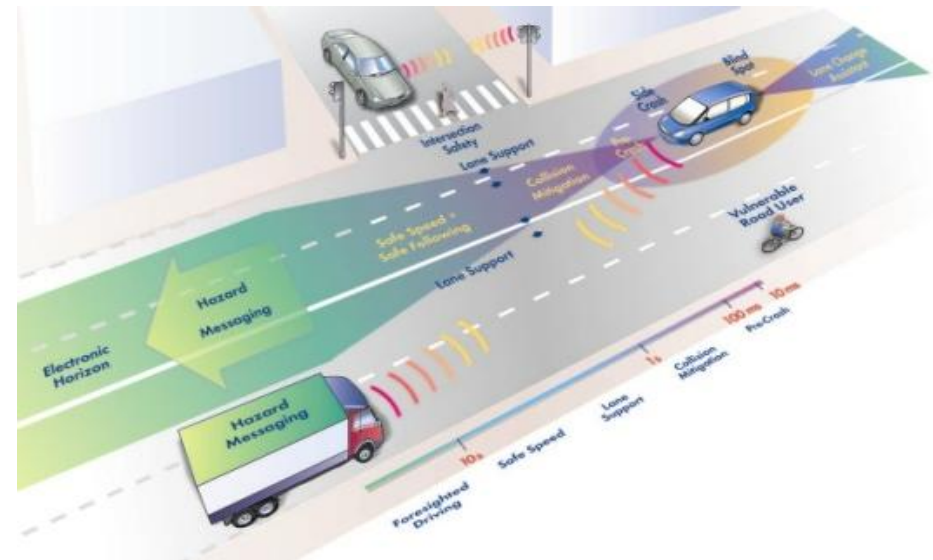 Intersection
Safety
Lane Support
Side
Crash
Blind
Spot
Lane Change
Assistant
Pre-
Crash
Collision
Mitigation
Safe Speed +
Safe Following
Lane Support
Vulnerable
Road User
Hazard
Messaging
Electronic
Horizon
Hazard
Messaging
10s
1s
100 ms
10 ms
Foresighted
Driving
Safe Speed
Lane
Support
Collision
Mitigation
Pre-Crash